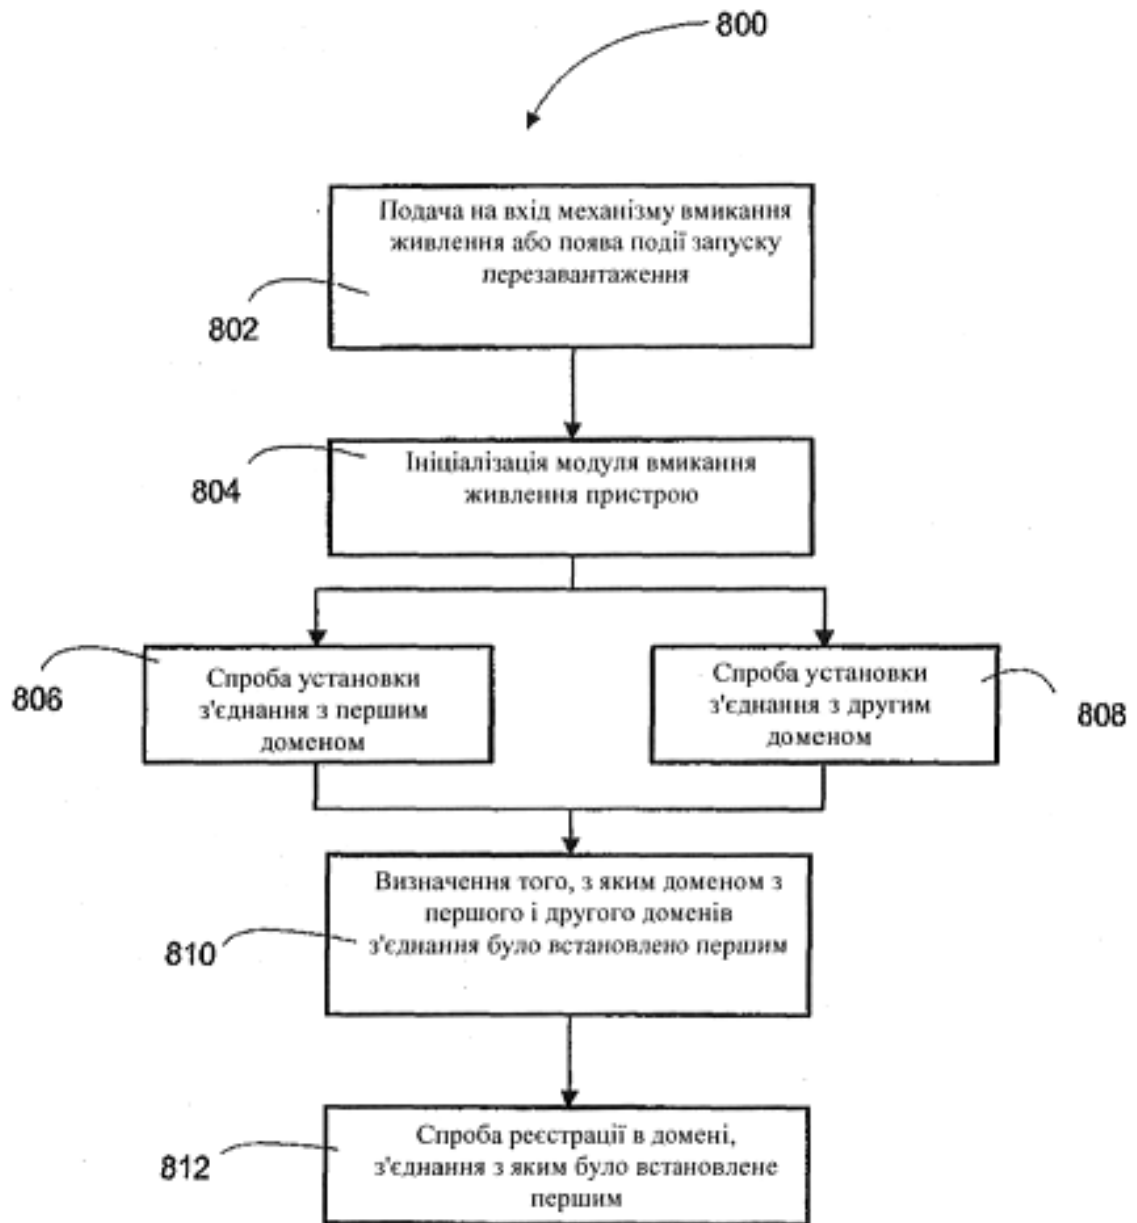 800
Подача на вхід механізму вмикання
живлення або поява події запуску
перезавантаження
802
Ініціалізація модуля вмикання
живлення пристрою
804
Спроба установки
з'єднання з першим
доменом
806
Спроба установки
з'єднання з другим
доменом
808
Визначення того, з яким доменом з
першого і другого доменів
з'єднання було встановлено першим
810
Спроба реєстрації в домені,
з'єднання з яким було встановлене
першим
812